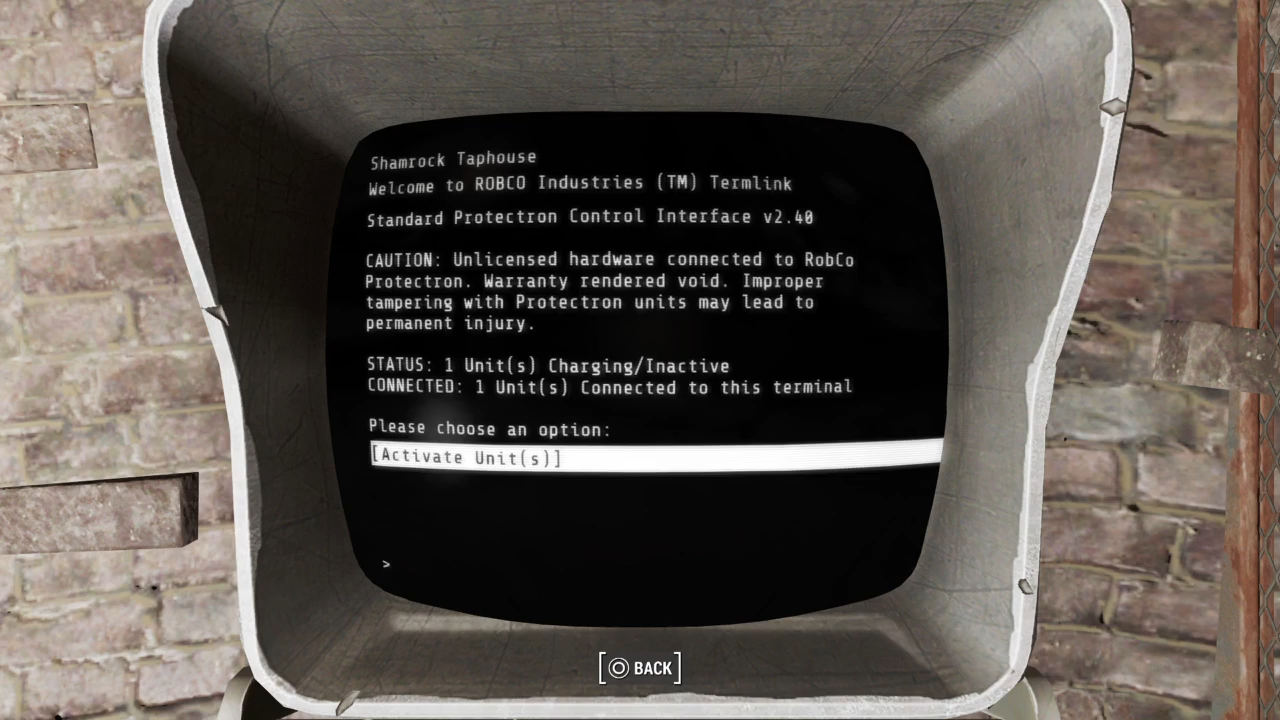 Shamrock Taphouse
Welcome to ROBCO Industries (TM) Termlink
Standard Protectron Control Interface v2.40
CAUTION: Unlicensed hardware connected to RobCo
Protectron. Warranty rendered void. Improper
tampering with Protectron units may lead to
permanent injury.
STATUS: 1 Unit(s) Charging/Inactive
CONNECTED: 1 Unit(s) Connected to this terminal
Please choose an option:
[Activate Unit(s)]
>
BACK